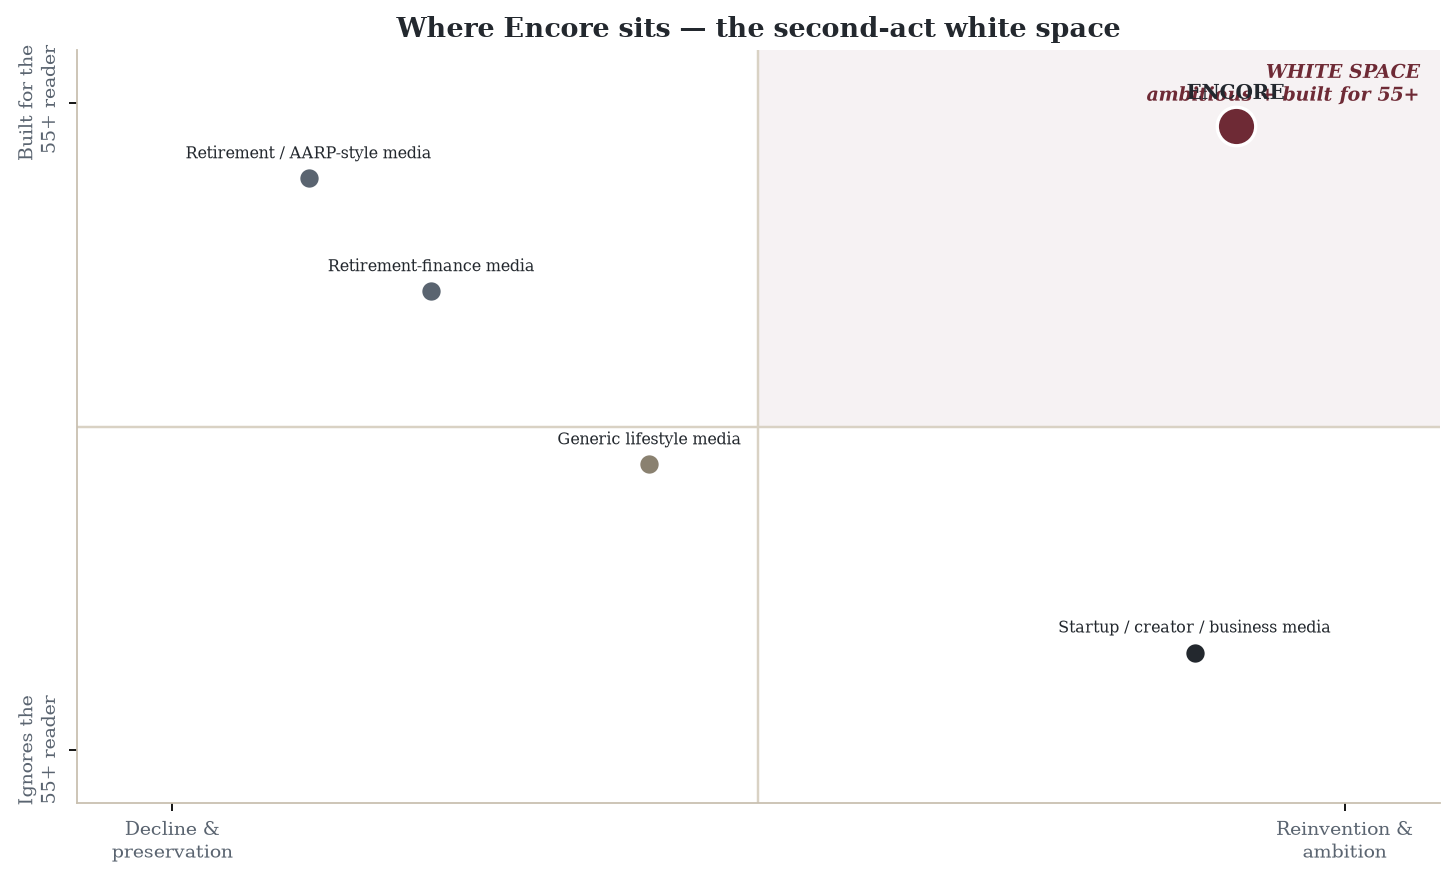 Where Encore sits — the second-act white space
Built for the
55+ reader
WHITE SPACE
ambitious + built for 55+
ENCORE
Retirement / AARP-style media
Retirement-finance media
Generic lifestyle media
Startup / creator / business media
Ignores the
55+ reader
Decline &
preservation
Reinvention &
ambition